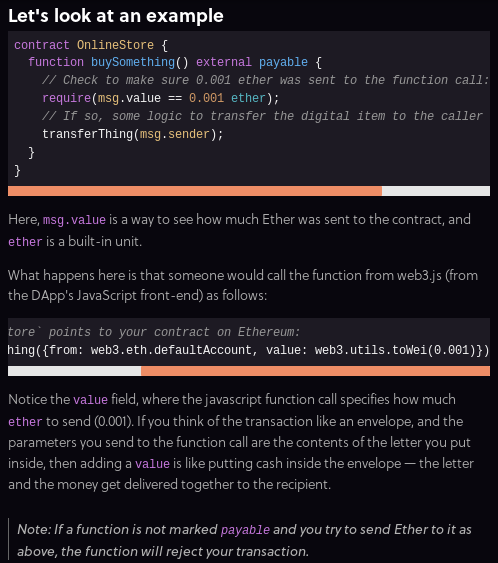 Let's look at an example
contract OnlineStore {
function buySomething() external payable {
// Check to make sure 0.001 ether was sent to the function call:
require(msg.value == 0.001 ether);
// If so, some logic to transfer the digital item to the caller
transferThing(msg.sender);
}
}
Here, msg.value is a way to see how much Ether was sent to the contract, and
ether is a built-in unit.
What happens here is that someone would call the function from web3.js (from
the DApp's JavaScript front-end) as follows:
tore` points to your contract on Ethereum:
hing({from: web3.eth.defaultAccount, value: web3.utils.toWei(0.001)})
Notice the value field, where the javascript function call specifies how much
ether to send (0.001). If you think of the transaction like an envelope, and the
parameters you send to the function call are the contents of the letter you put
inside, then adding a value is like putting cash inside the envelope — the letter
and the money get delivered together to the recipient.
Note: If a function is not marked payable and you try to send Ether to it as
above, the function will reject your transaction.